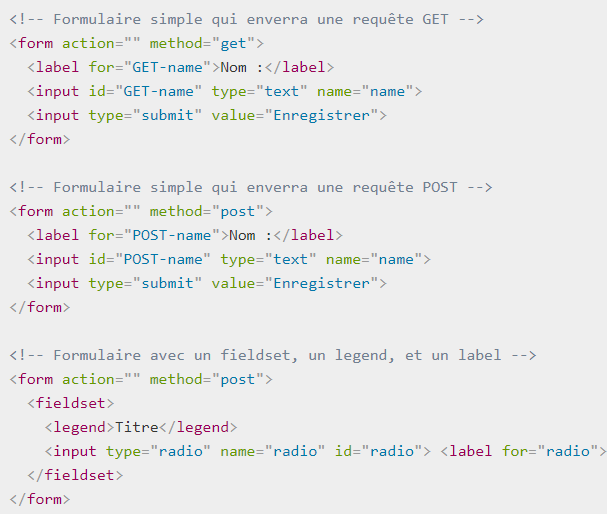 <!-- Formulaire simple qui enverra une requête GET -->
<form action="" method="get">
  <label for="GET-name">Nom :</label>
  <input id="GET-name" type="text" name="name">
  <input type="submit" value="Enregistrer">
</form>

<!-- Formulaire simple qui enverra une requête POST -->
<form action="" method="post">
  <label for="POST-name">Nom :</label>
  <input id="POST-name" type="text" name="name">
  <input type="submit" value="Enregistrer">
</form>

<!-- Formulaire avec un fieldset, un legend, et un label -->
<form action="" method="post">
  <fieldset>
    <legend>Titre</legend>
    <input type="radio" name="radio" id="radio"> <label for="radio">
  </fieldset>
</form>